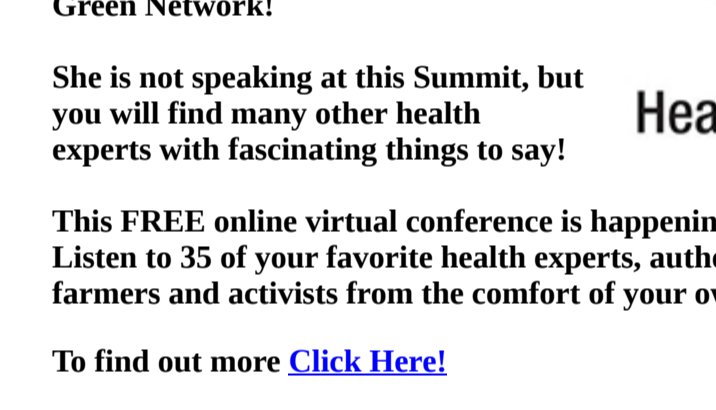 Green Network!
She is not speaking at this Summit, but
you will find many other health
Hea
experts with fascinating things to say!
This FREE online virtual conference is happenin
Listen to 35 of your favorite health experts, autho
farmers and activists from the comfort of your ow
To find out more Click Here!